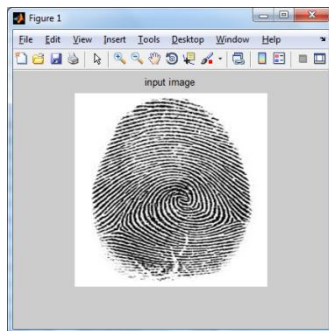 Figure 1
File Edit View Insert Tools Desktop Window Help
input image